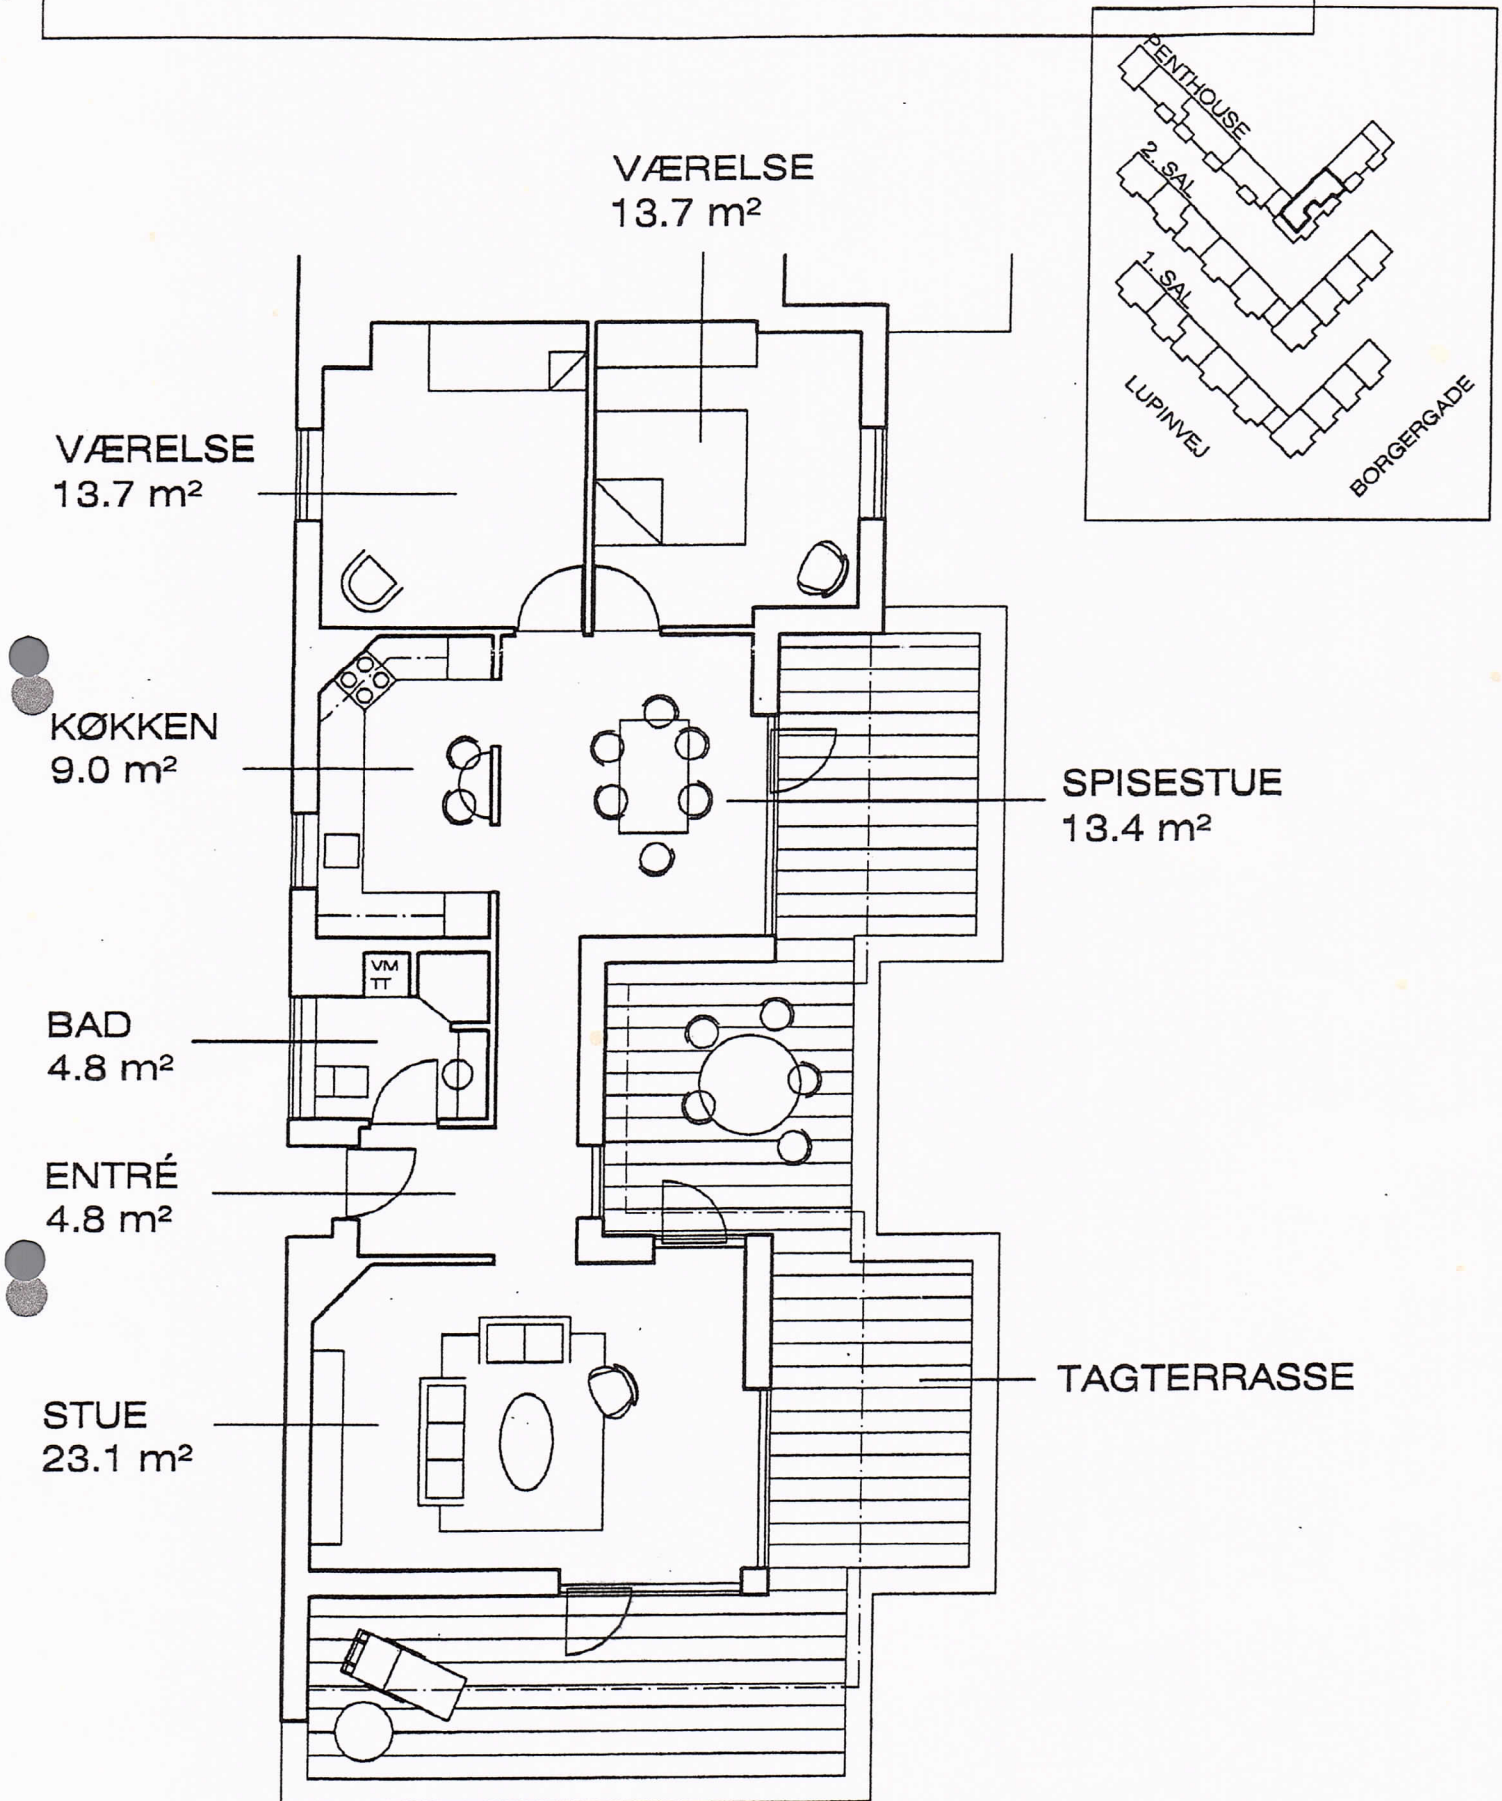 PENTHOUSE
2. SAL
1. SAL
LUPINVEJ
BORGERGADE
VÆRELSE
13.7 m²
VÆRELSE
13.7 m²
KØKKEN
9.0 m²
SPISESTUE
13.4 m²
VM
TT
BAD
4.8 m²
ENTRÉ
4.8 m²
TAGTERRASSE
STUE
23.1 m²